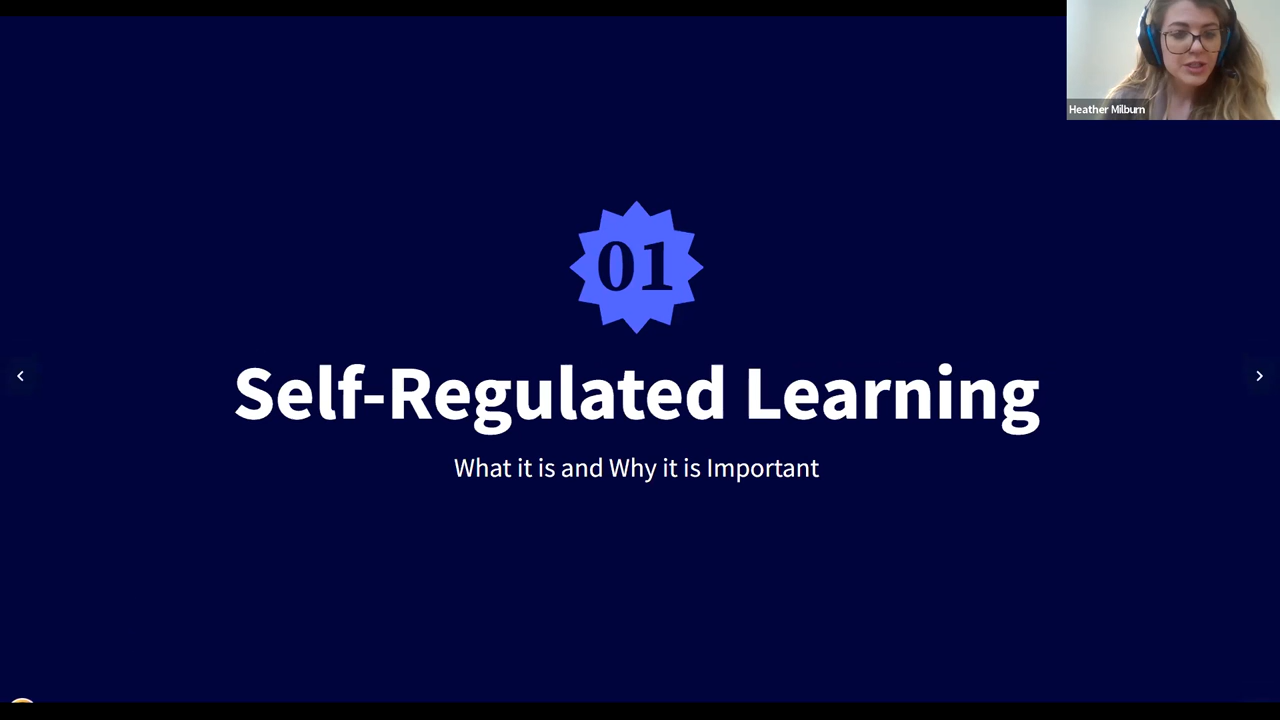 Heather Milburn
01
Self-Regulated Learning
What it is and Why it is Important